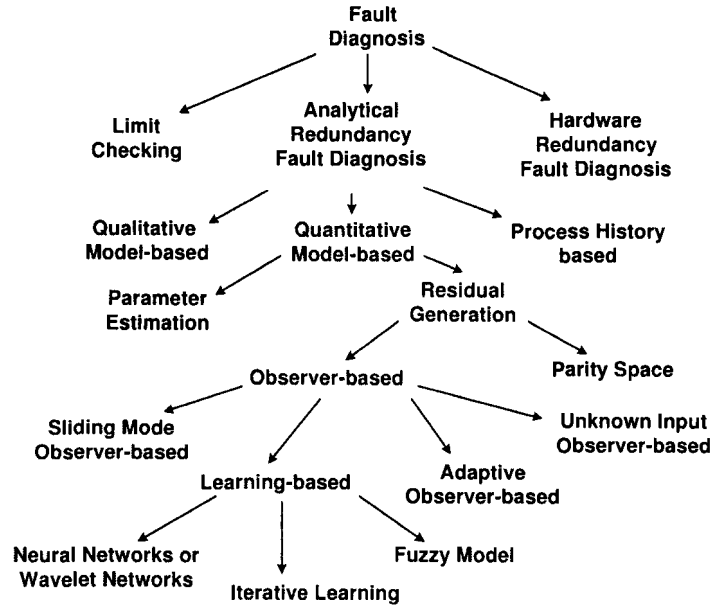 Fault
Diagnosis
Limit
Checking
Analytical
Redundancy
Fault Diagnosis
Hardware
Redundancy
Fault Diagnosis
Qualitative
Model-based
Quantitative
Model-based
Process History
based
Parameter
Estimation
Residual
Generation
Observer-based
Parity Space
Sliding Mode
Observer-based
Learning-based
Adaptive
Observer-based
Unknown Input
Observer-based
Neural Networks or
Wavelet Networks
Iterative Learning
Fuzzy Model